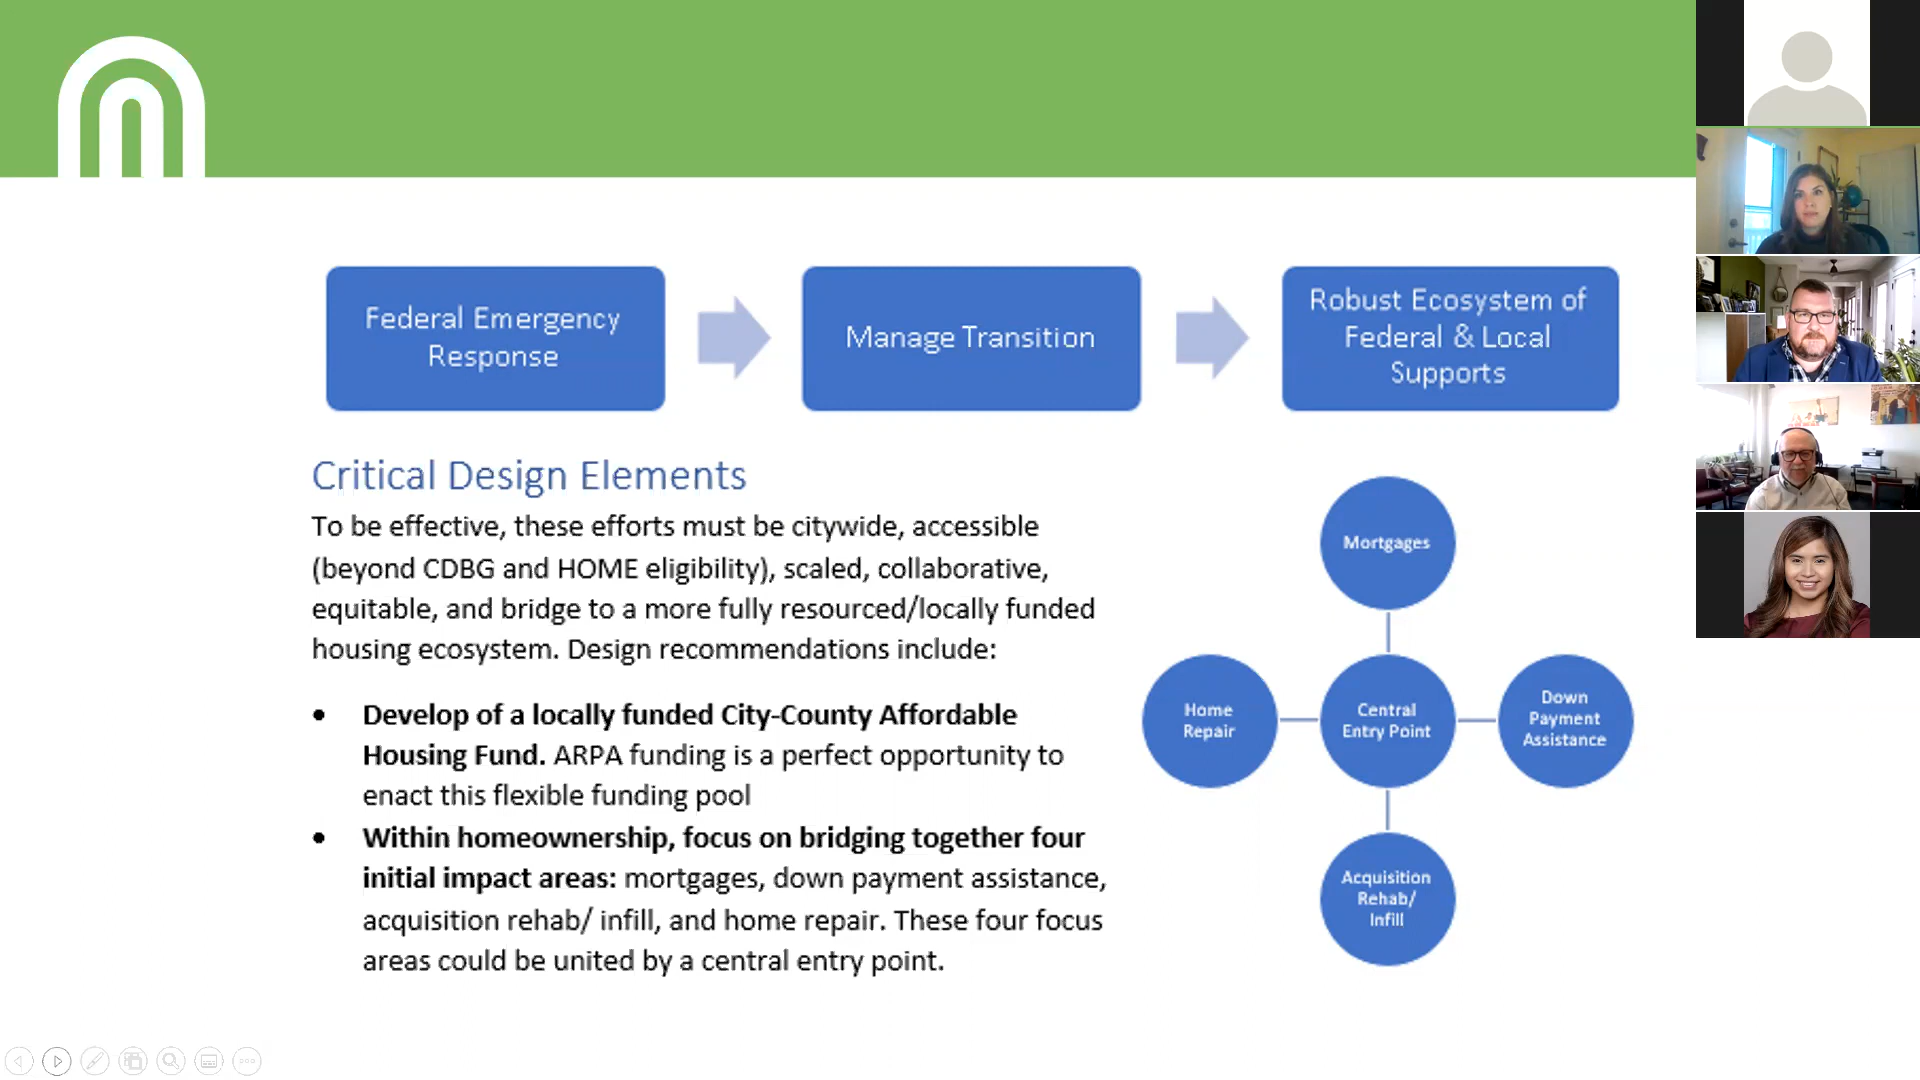 Federal Emergency
Response
Manage Transition
Robust Ecosystem of
Federal & Local
Supports
Critical Design Elements
To be effective, these efforts must be citywide, accessible
(beyond CDBG and HOME eligibility), scaled, collaborative,
equitable, and bridge to a more fully resourced/locally funded
housing ecosystem. Design recommendations include:
• Develop of a locally funded City-County Affordable
Housing Fund. ARPA funding is a perfect opportunity to
enact this flexible funding pool
• Within homeownership, focus on bridging together four
initial impact areas: mortgages, down payment assistance,
acquisition rehab/ infill, and home repair. These four focus
areas could be united by a central entry point.
Mortgages
Home
Repair
Central
Entry Point
Down
Payment
Assistance
Acquisition
Rehab/
Infill